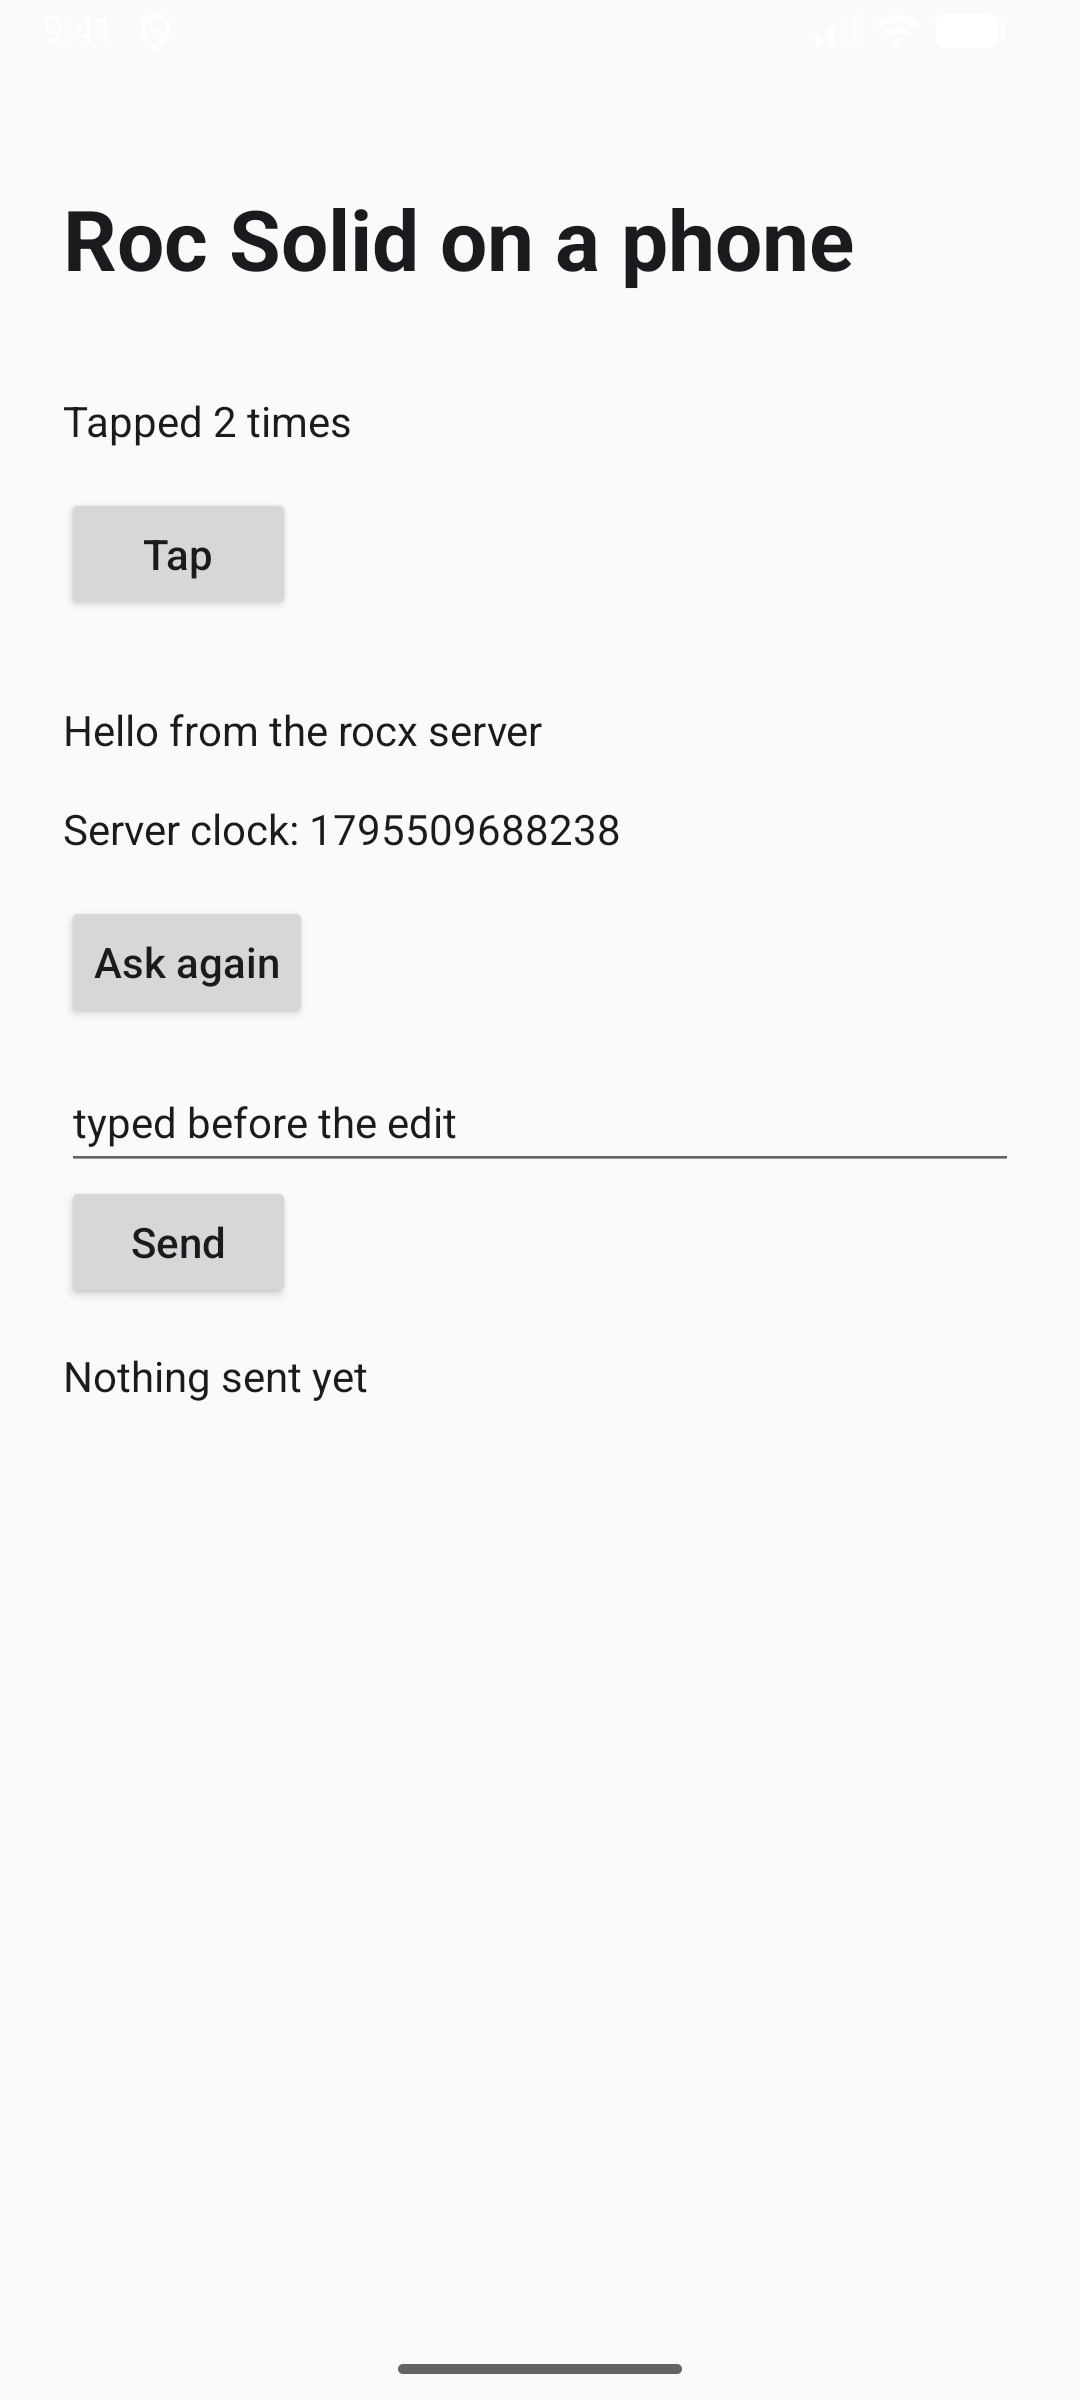 9:41
Roc Solid on a phone
Tapped 2 times
Tap
Hello from the rocx server
Server clock: 1795509688238
Ask again
typed before the edit
Send
Nothing sent yet